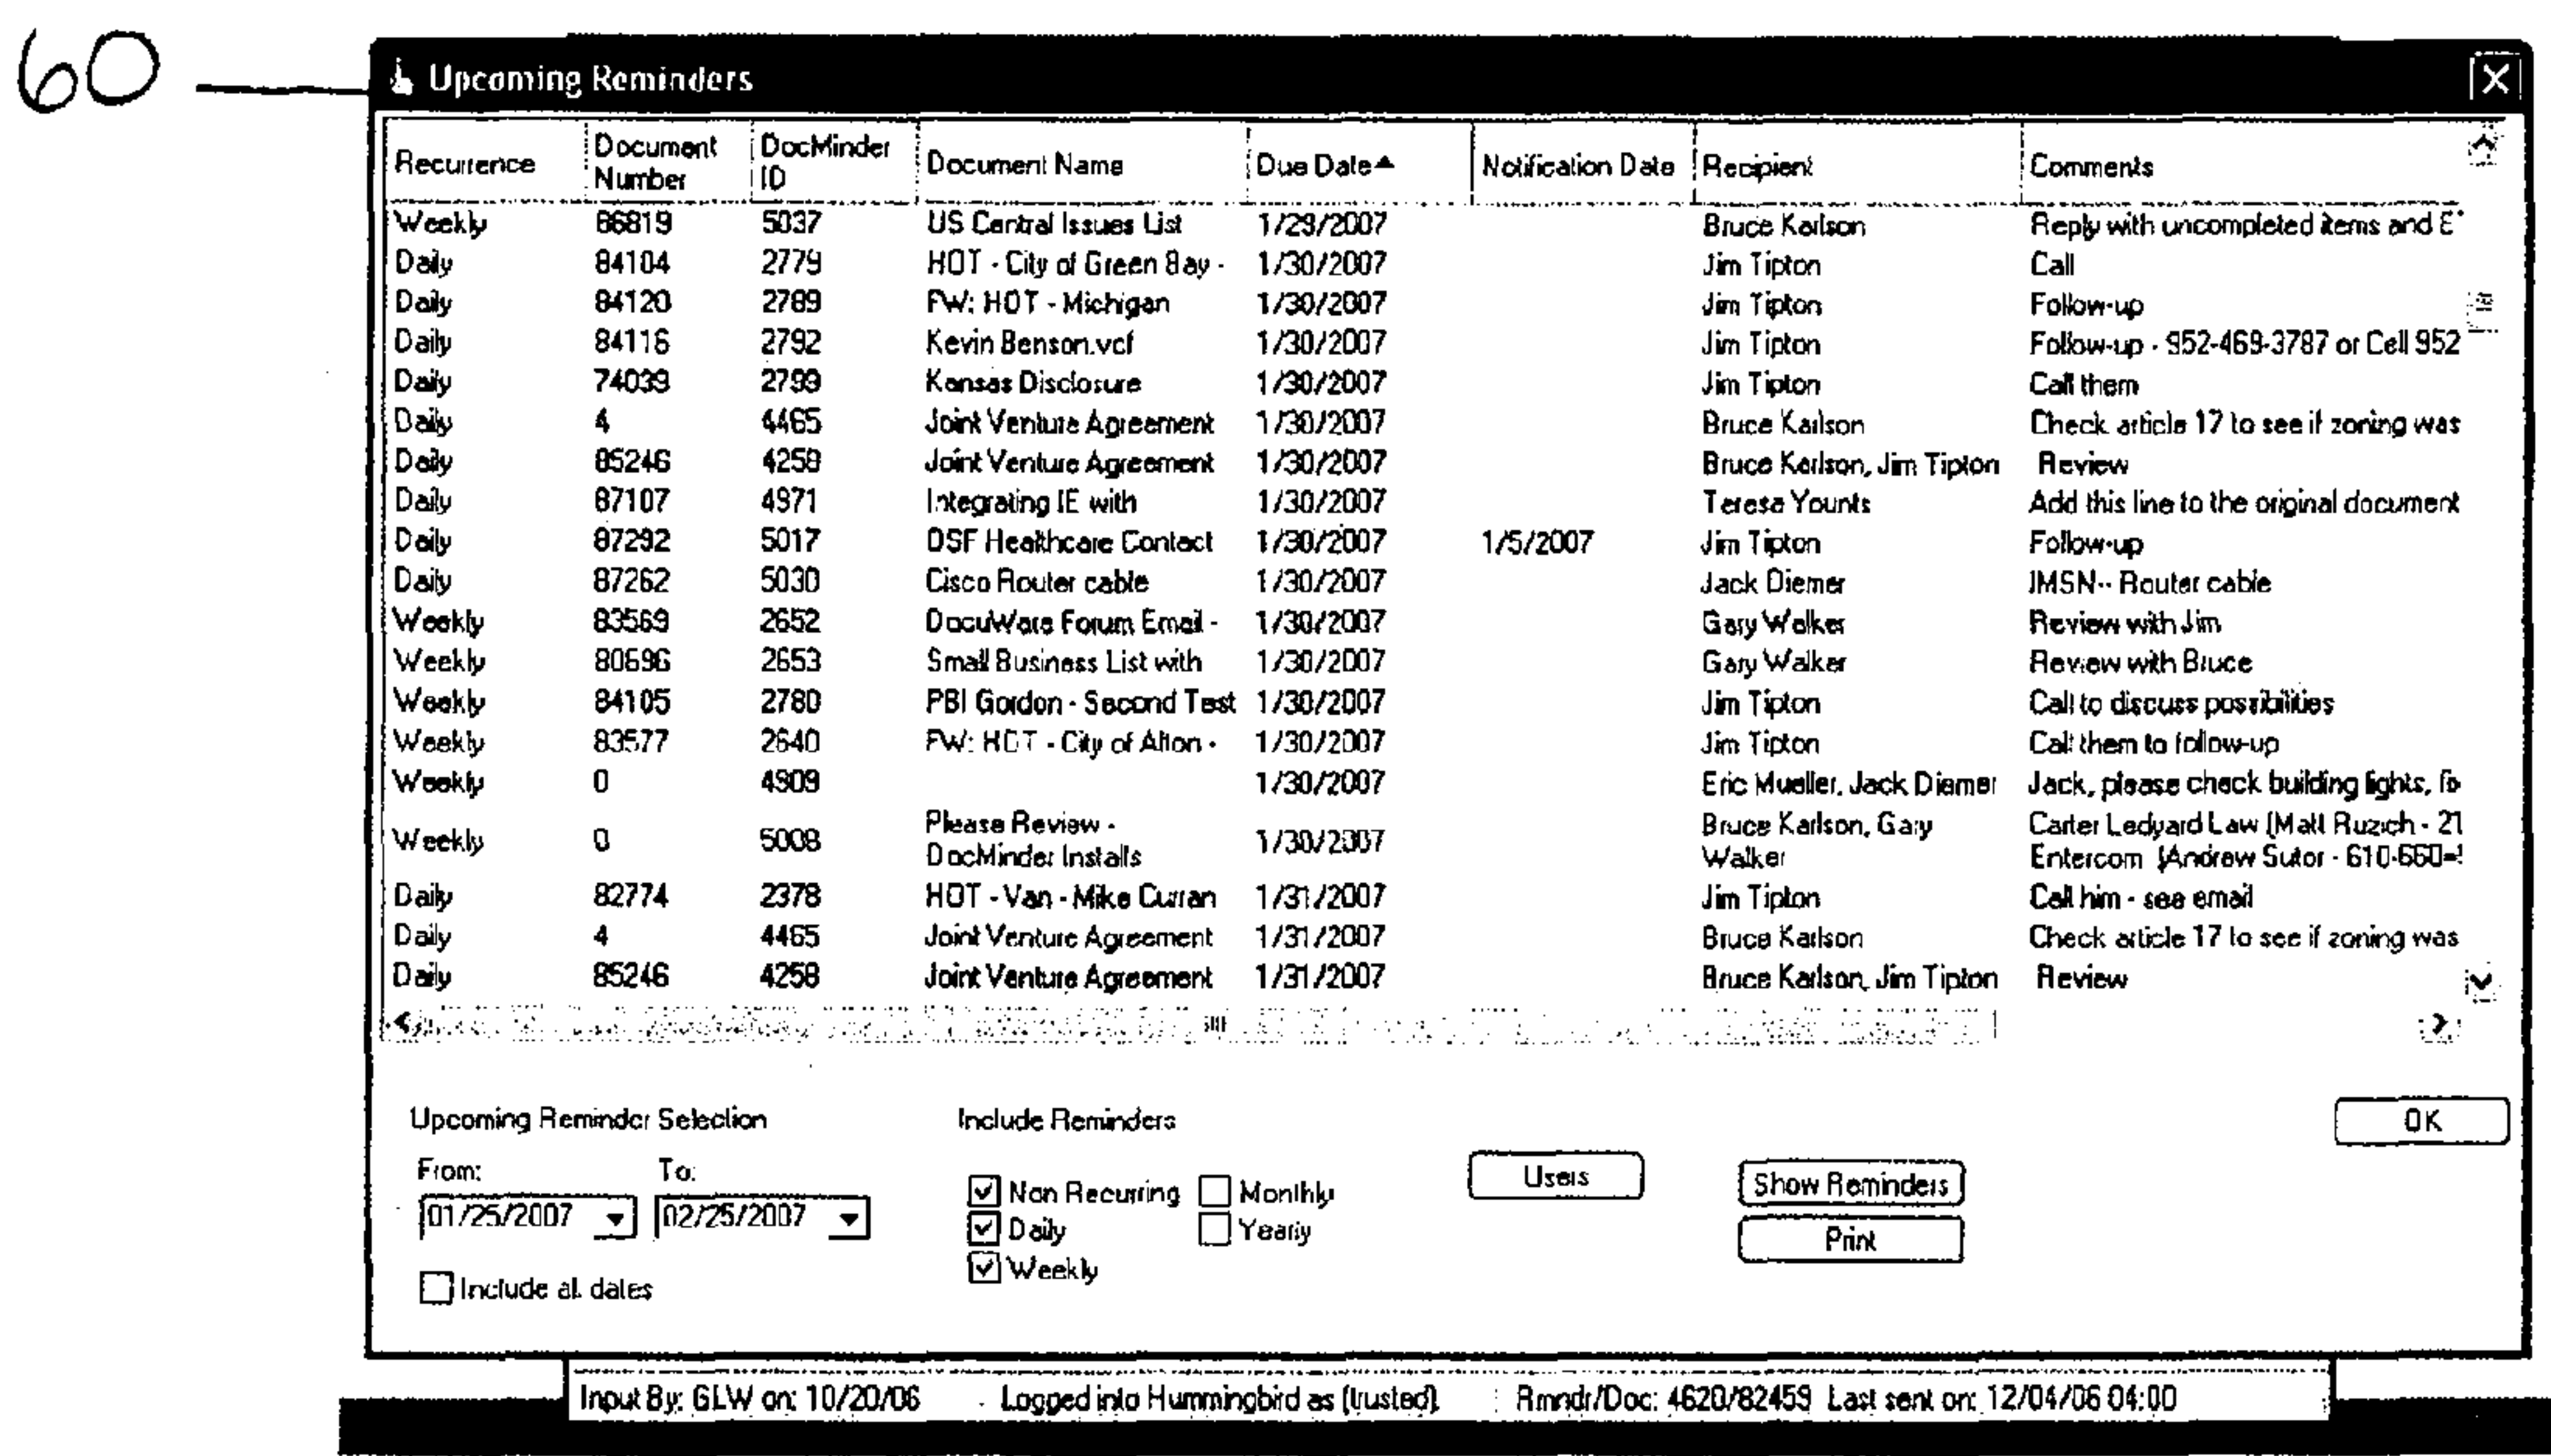 60
Upcoming Reminders
Recurrence Document Number DocMinder ID Document Name Due Date Notification Date Recipient Comments
Weekly 86819 5037 US Central Issues List 1/29/2007 Bruce Karlson Reply with uncompleted items and E
Daily 84104 2779 HOT - City of Green Bay - 1/30/2007 Jim Tipton Call
Daily 84120 2789 FW: HOT - Michigan 1/30/2007 Jim Tipton Follow-up
Daily 84116 2792 Kevin Benson.vcf 1/30/2007 Jim Tipton Follow-up - 952-469-3787 or Cell 952
Daily 74039 2799 Kansas Disclosure 1/30/2007 Jim Tipton Call them
Daily 4 4465 Joint Venture Agreement 1/30/2007 Bruce Karlson Check article 17 to see if zoning was
Daily 85246 4258 Joint Venture Agreement 1/30/2007 Bruce Karlson, Jim Tipton Review
Daily 87107 4971 Integrating IE with 1/30/2007 Teresa Younts Add this line to the original document
Daily 87292 5017 OSF Healthcare Contact 1/30/2007 1/5/2007 Jim Tipton Follow-up
Daily 87262 5030 Cisco Router cable 1/30/2007 Jack Diemer IMSN-- Router cable
Weekly 83569 2652 DocuWare Forum Email - 1/30/2007 Gary Walker Review with Jim
Weekly 80696 2653 Small Business List with 1/30/2007 Gary Walker Review with Bruce
Weekly 84105 2780 PBI Gordon - Second Test 1/30/2007 Jim Tipton Call to discuss possibilities
Weekly 83577 2640 FW: HOT - City of Alton - 1/30/2007 Jim Tipton Call them to follow-up
Weekly 0 4909 1/30/2007 Eric Mueller, Jack Diemer Jack, please check building lights, fo
Weekly 0 5008 Please Review - DocMinder Installs 1/30/2007 Bruce Karlson, Gary Walker Carter Ledyard Law (Matt Ruzich - 21
Entercom (Andrew Sutor - 610-660-
Daily 82774 2378 HOT - Van - Mike Curran 1/31/2007 Jim Tipton Call him - see email
Daily 4 4465 Joint Venture Agreement 1/31/2007 Bruce Karlson Check article 17 to see if zoning was
Daily 85246 4258 Joint Venture Agreement 1/31/2007 Bruce Karlson, Jim Tipton Review
Upcoming Reminder Selection Include Reminders OK
From: To: Users Show Reminders
01/25/2007 02/25/2007 Non Recurring Monthly
Daily Yearly Print
Weekly
Include all dates
Input By: GLW on: 10/20/06 Logged into Hummingbird as (trusted) Rmndr/Doc: 4620/82459 Last sent on: 12/04/06 04:00